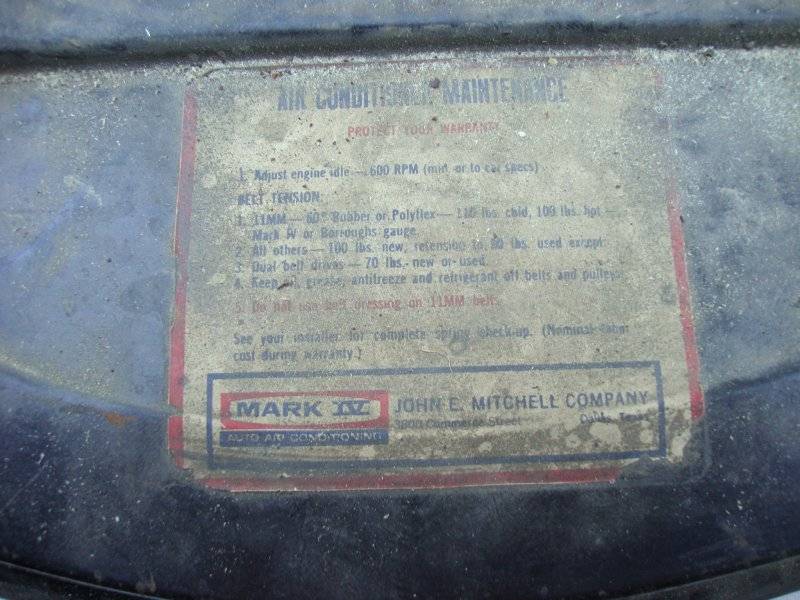 AIR CONDITIONER MAINTENANCE
PROTECT YOUR WARRANTY
1. Adjust engine idle — 600 RPM (min. or to car specs)
BELT TENSION:
1. 11MM — 60° Rubber or Polyflex — 110 lbs. cold, 100 lbs. hot —
Mark IV or Borroughs gauge.
2. All others — 100 lbs. new, retension to 80 lbs. used except:
3. Dual belt drives — 70 lbs. new or used.
4. Keep oil, grease, antifreeze and refrigerant off belts and pulleys.
5. Do not use belt dressing on 11MM belt.
See your installer for complete spring check-up. (Nominal labor
cost during warranty.)
MARK IV
AUTO AIR CONDITIONING
JOHN E. MITCHELL COMPANY
3800 Commerce Street
Dallas, Texas